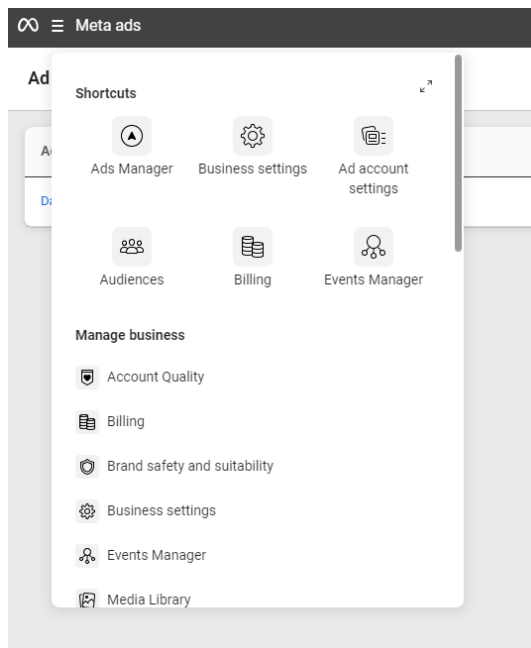 Meta ads
Ad
Shortcuts
Ads Manager
Business settings
Ad account
settings
Audiences
Billing
Events Manager
Manage business
Account Quality
Billing
Brand safety and suitability
Business settings
Events Manager
Media Library